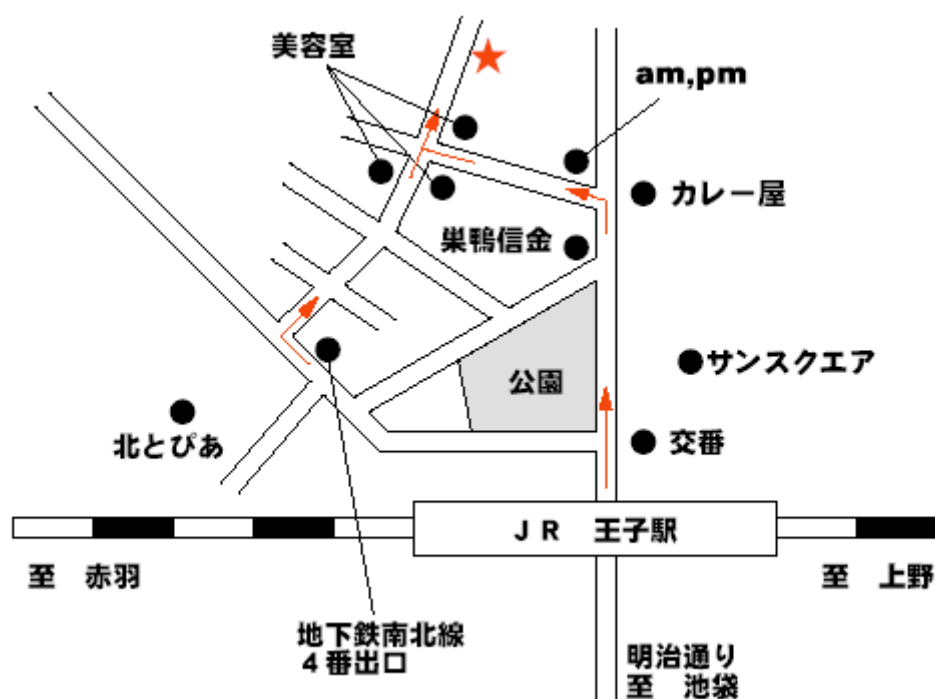 美容室
am,pm
カレー屋
巣鴨信金
サンスクエア
公園
交番
北とぴあ
ＪＲ　王子駅
至　赤羽
至　上野
地下鉄南北線
４番出口
明治通り
至　池袋